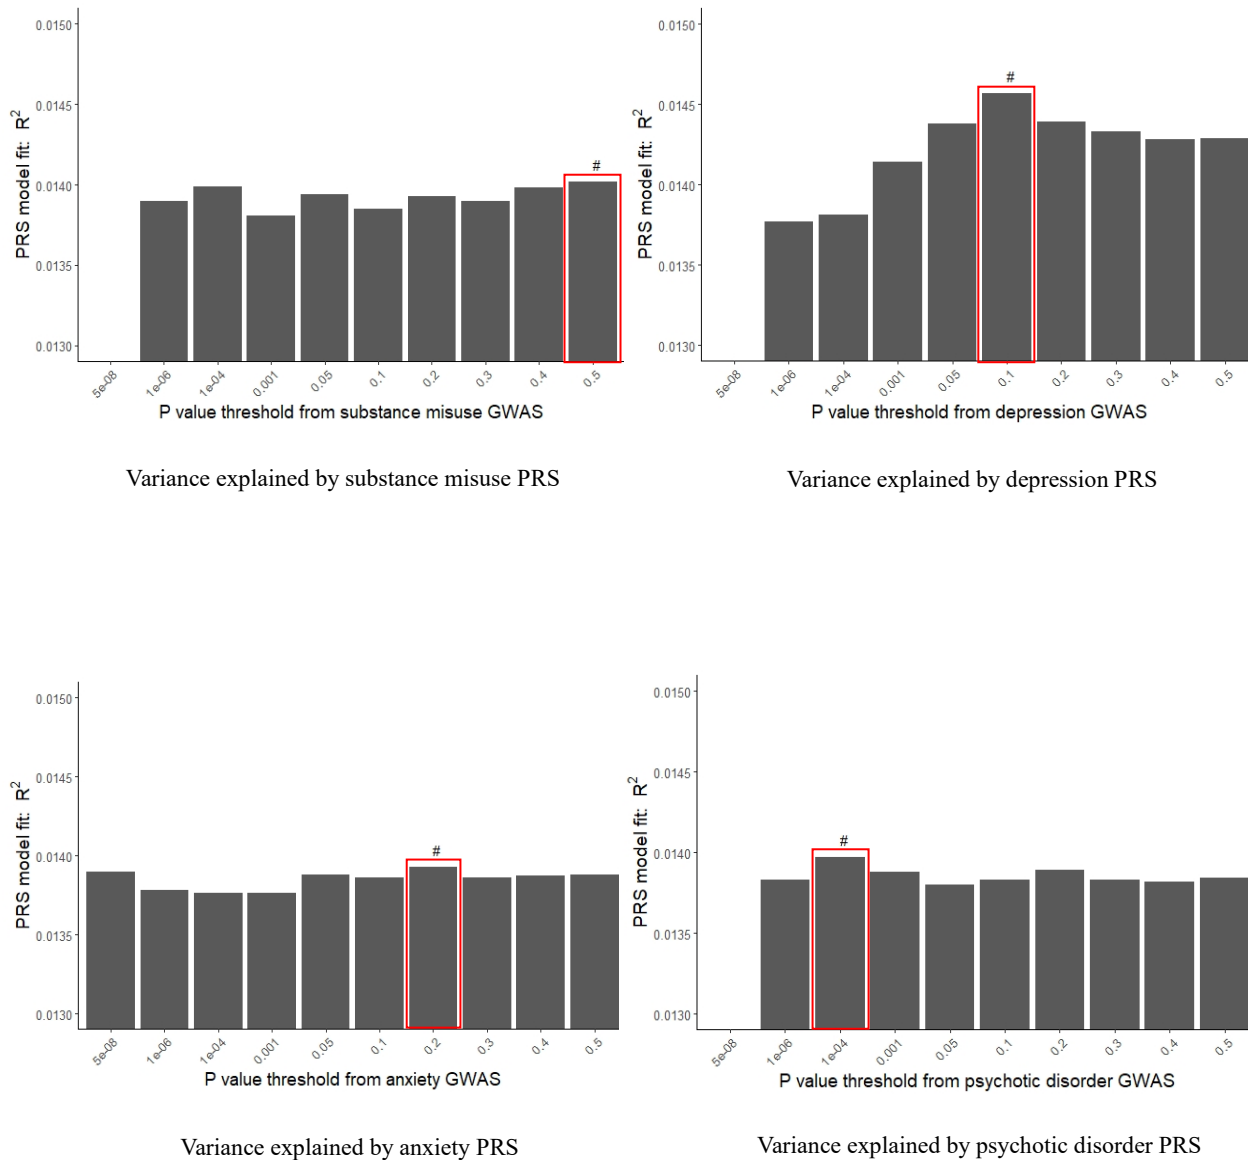 0.0150
0.0145
0.0140
0.0135
0.0130
PRS model fit: R²
#
5e-08 1e-06 1e-04 0.001 0.05 0.1 0.2 0.3 0.4 0.5
P value threshold from substance misuse GWAS
Variance explained by substance misuse PRS
0.0150
0.0145
0.0140
0.0135
0.0130
PRS model fit: R²
#
5e-08 1e-06 1e-04 0.001 0.05 0.1 0.2 0.3 0.4 0.5
P value threshold from depression GWAS
Variance explained by depression PRS
0.0150
0.0145
0.0140
0.0135
0.0130
PRS model fit: R²
#
5e-08 1e-06 1e-04 0.001 0.05 0.1 0.2 0.3 0.4 0.5
P value threshold from anxiety GWAS
Variance explained by anxiety PRS
0.0150
0.0145
0.0140
0.0135
0.0130
PRS model fit: R²
#
5e-08 1e-06 1e-04 0.001 0.05 0.1 0.2 0.3 0.4 0.5
P value threshold from psychotic disorder GWAS
Variance explained by psychotic disorder PRS